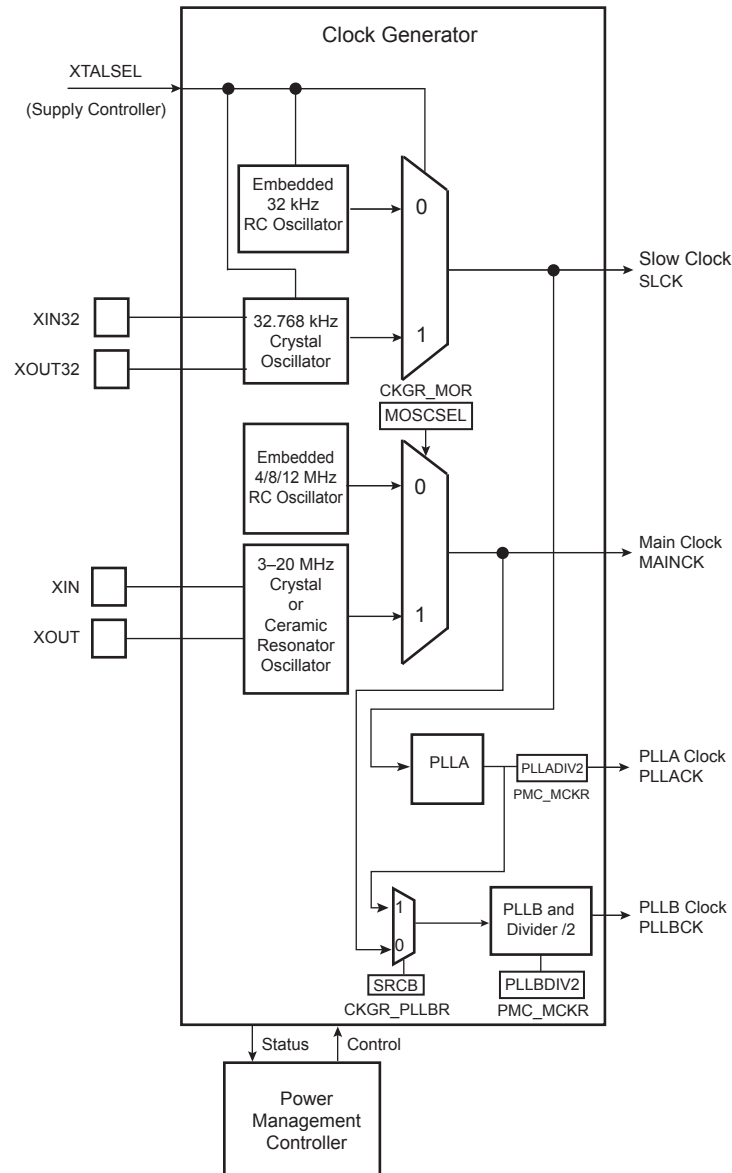 Clock Generator
XTALSEL
(Supply Controller)
Embedded
32 kHz
RC Oscillator
0
Slow Clock
SLCK
XIN32
32.768 kHz
Crystal
Oscillator
1
XOUT32
CKGR_MOR
MOSCSEL
Embedded
4/8/12 MHz
RC Oscillator
0
Main Clock
MAINCK
XIN
3–20 MHz
Crystal
or
Ceramic
Resonator
Oscillator
1
XOUT
PLLA
PLLADIV2
PMC_MCKR
PLLA Clock
PLLACK
1
0
PLLB and
Divider /2
PLLB Clock
PLLBCK
SRCB
CKGR_PLLBR
PLLBDIV2
PMC_MCKR
Status
Control
Power
Management
Controller